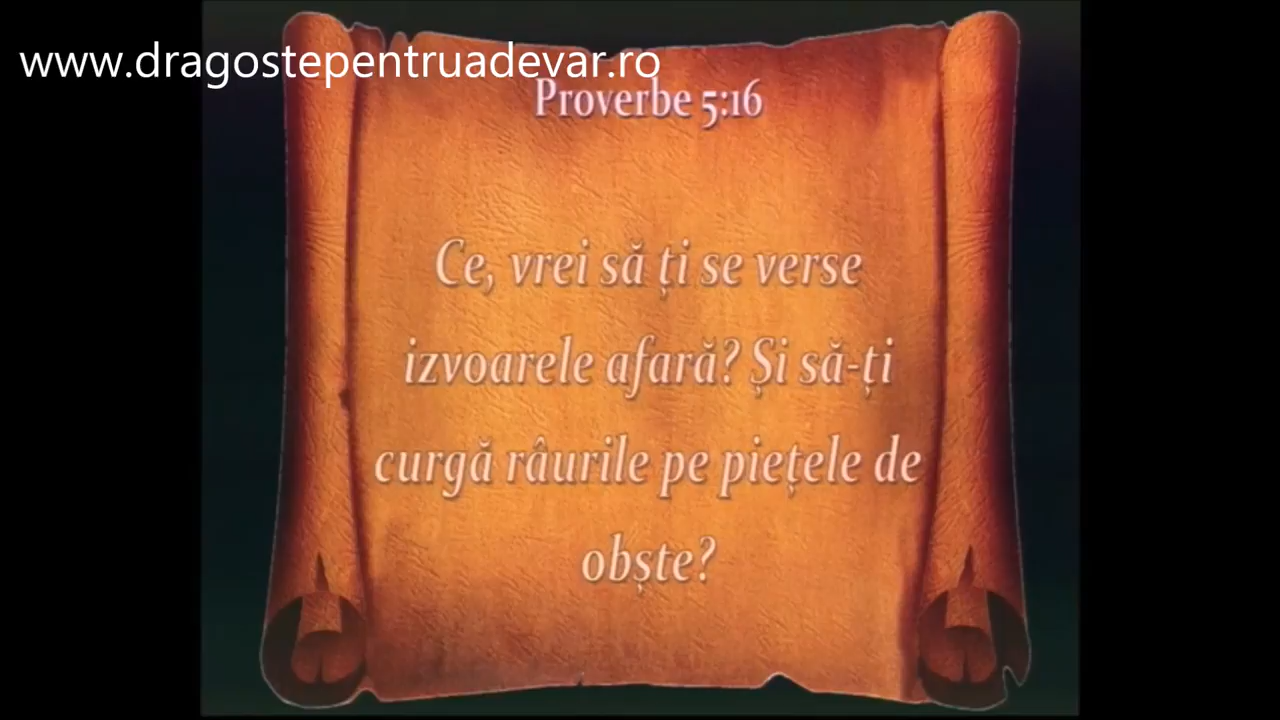 www.dragostepentruadevar.ro
Proverbe 5:16
Ce, vrei să ți se verse
izvoarele afară? Și să-ți
curgă râurile pe piețele de
obște?